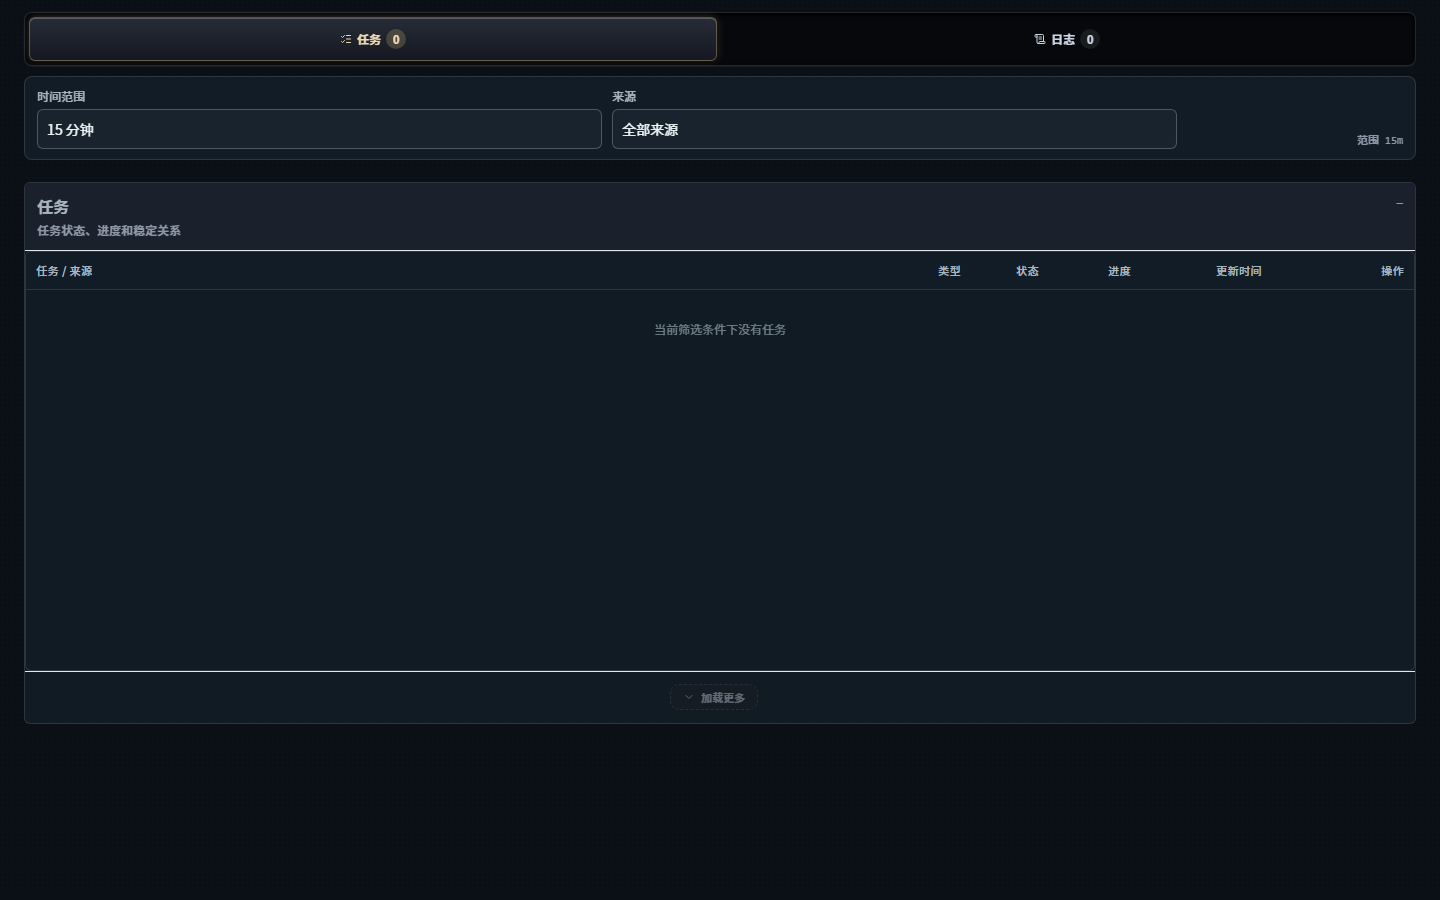 任务 0
日志 0
时间范围
来源
15 分钟
全部来源
范围 15m
任务
任务状态、进度和稳定关系
任务 / 来源 类型 状态 进度 更新时间 操作
当前筛选条件下没有任务
加载更多